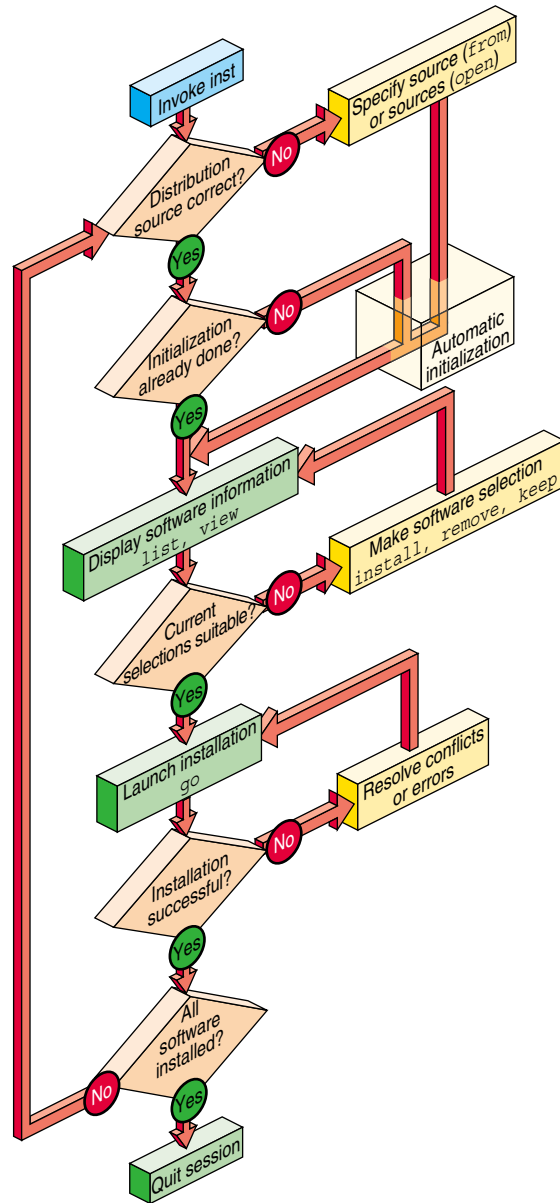 Invoke inst
Specify source (from)
or sources (open)
No
Distribution
source correct?
Yes
No
Initialization
already done?
Automatic
initialization
Yes
Display software information
list, view
Make software selection
install, remove, keep
No
Current
selections suitable?
Yes
Launch installation
go
Resolve conflicts
or errors
No
Installation
successful?
Yes
All
software
installed?
No
Yes
Quit session